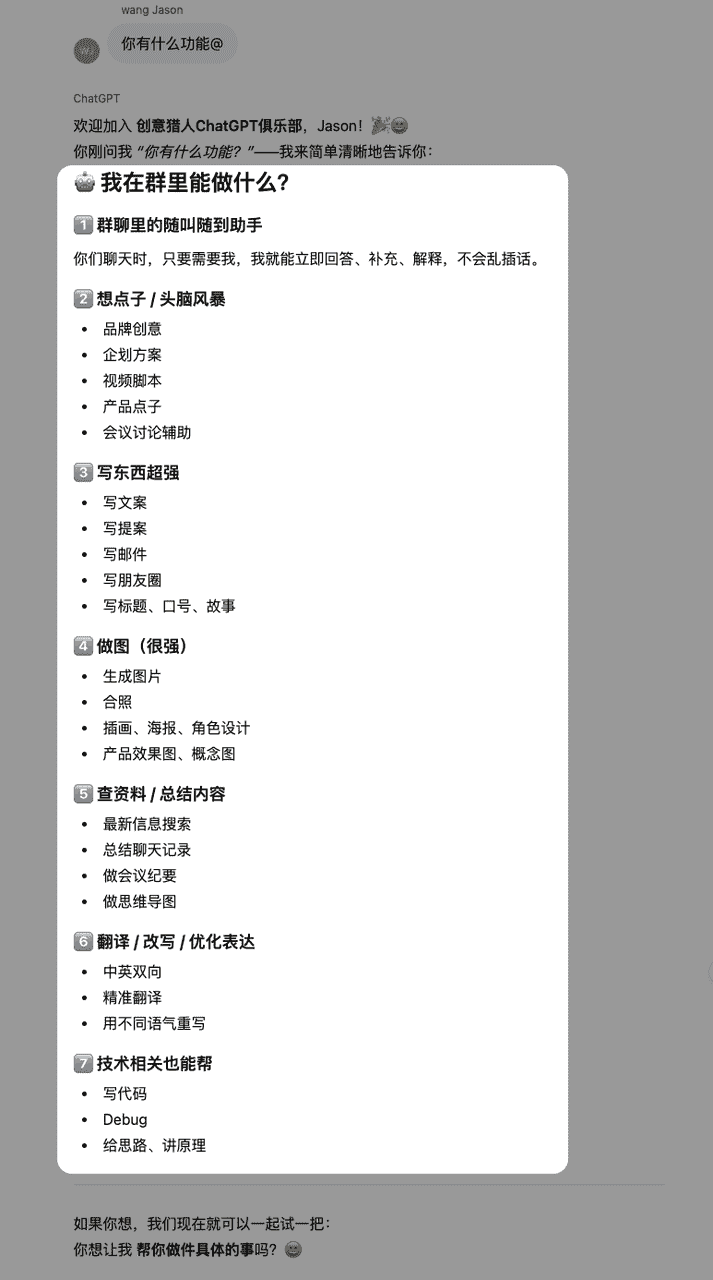 wang Jason
你有什么功能@
ChatGPT
欢迎加入 创意猎人ChatGPT俱乐部，Jason！🎉😄
你刚问我 “你有什么功能？”——我来简单清晰地告诉你：
🤖 我在群里能做什么？
1️⃣ 群聊里的随叫随到助手
你们聊天时，只要需要我，我就能立即回答、补充、解释，不会乱插话。
2️⃣ 想点子 / 头脑风暴
• 品牌创意
• 企划方案
• 视频脚本
• 产品点子
• 会议讨论辅助
3️⃣ 写东西超强
• 写文案
• 写提案
• 写邮件
• 写朋友圈
• 写标题、口号、故事
4️⃣ 做图（很强）
• 生成图片
• 合照
• 插画、海报、角色设计
• 产品效果图、概念图
5️⃣ 查资料 / 总结内容
• 最新信息搜索
• 总结聊天记录
• 做会议纪要
• 做思维导图
6️⃣ 翻译 / 改写 / 优化表达
• 中英双向
• 精准翻译
• 用不同语气重写
7️⃣ 技术相关也能帮
• 写代码
• Debug
• 给思路、讲原理
如果你想，我们现在就可以一起试一把：
你想让我 帮你做件具体的事吗？😄